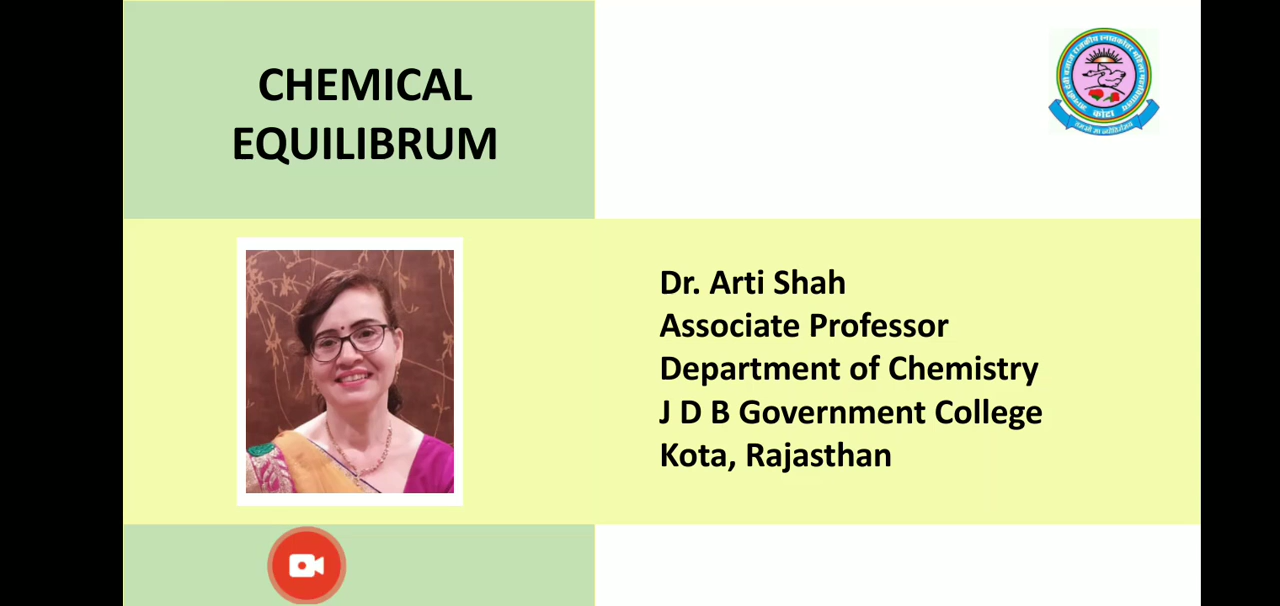 CHEMICAL
EQUILIBRUM
Dr. Arti Shah
Associate Professor
Department of Chemistry
J D B Government College
Kota, Rajasthan
कोटा